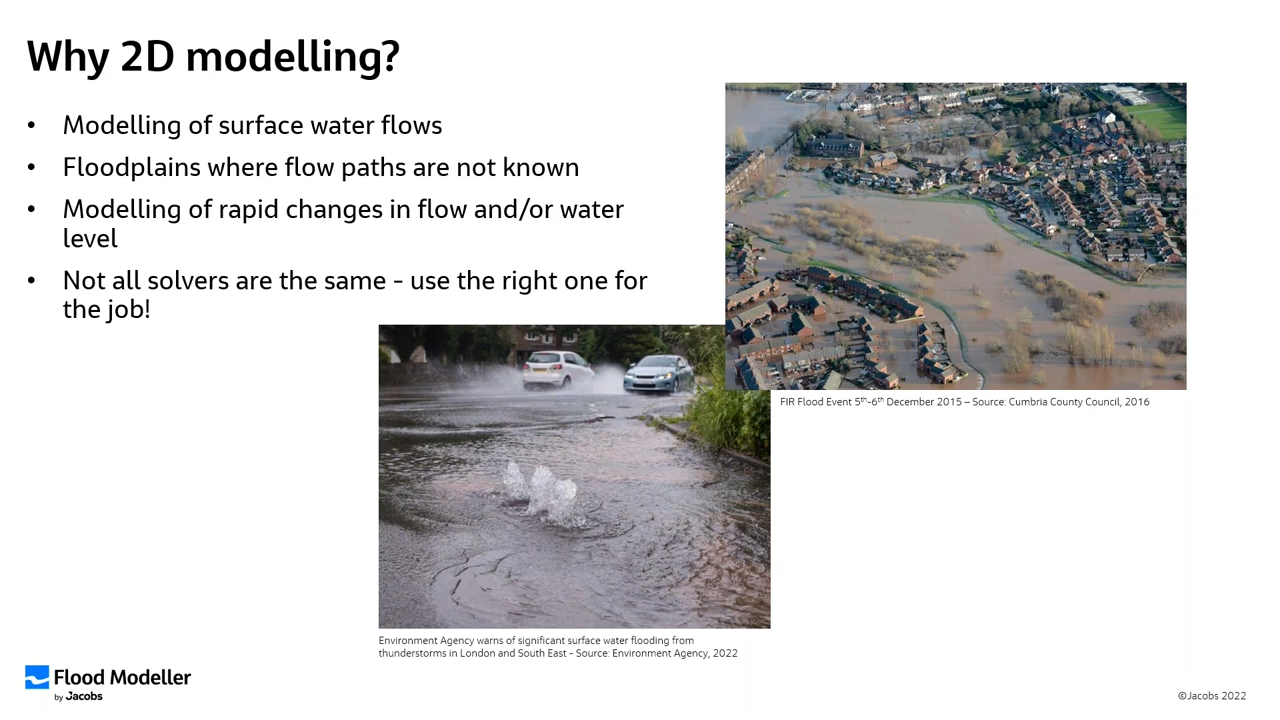 Why 2D modelling?
• Modelling of surface water flows
• Floodplains where flow paths are not known
• Modelling of rapid changes in flow and/or water
level
• Not all solvers are the same - use the right one for
the job!
FIR Flood Event 5th-6th December 2015 – Source: Cumbria County Council, 2016
Environment Agency warns of significant surface water flooding from
thunderstorms in London and South East - Source: Environment Agency, 2022
Flood Modeller
by Jacobs
©Jacobs 2022